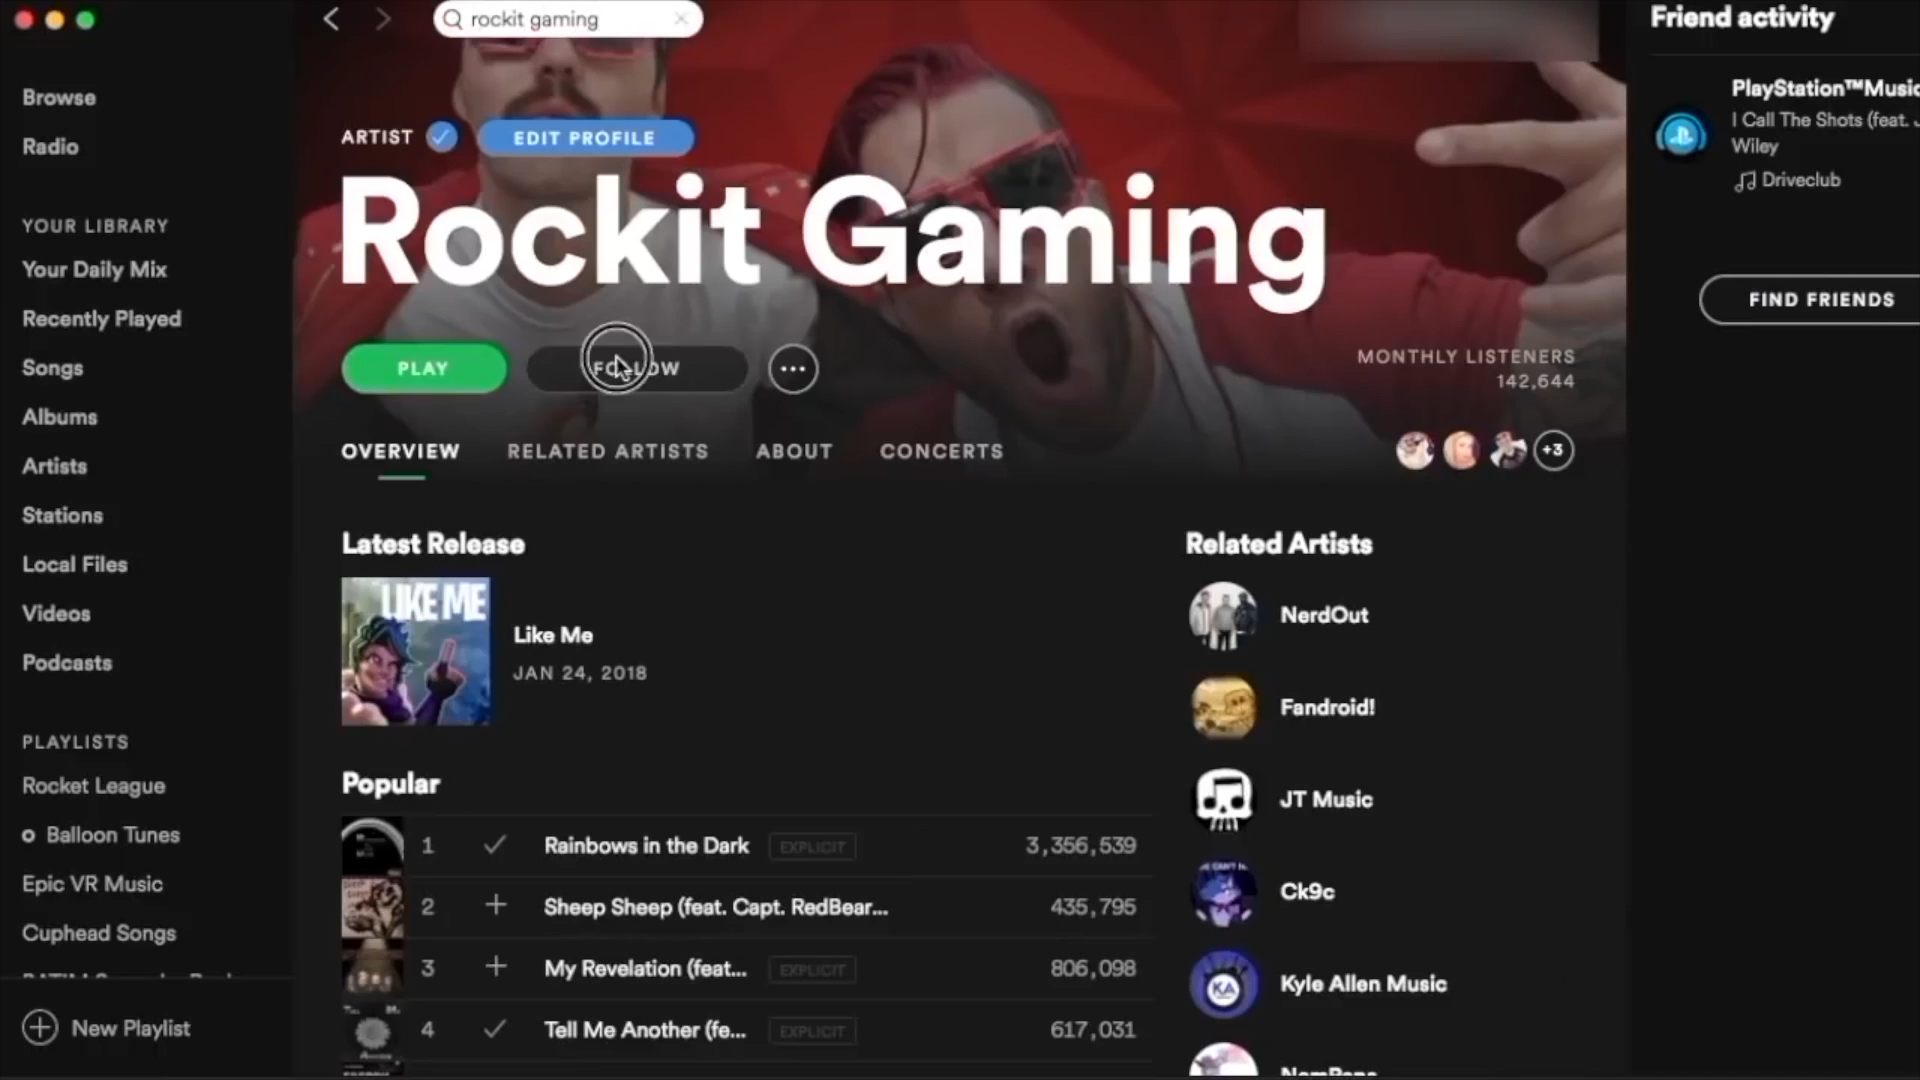 rockit gaming
Browse
Radio
YOUR LIBRARY
Your Daily Mix
Recently Played
Songs
Albums
Artists
Stations
Local Files
Videos
Podcasts
PLAYLISTS
Rocket League
Balloon Tunes
Epic VR Music
Cuphead Songs
New Playlist
ARTIST
EDIT PROFILE
Rockit Gaming
PLAY
FOLLOW
MONTHLY LISTENERS
142,644
OVERVIEW RELATED ARTISTS ABOUT CONCERTS
+3
Latest Release
LIKE ME
Like Me
JAN 24, 2018
Popular
1 Rainbows in the Dark EXPLICIT 3,356,539
2 Sheep Sheep (feat. Capt. RedBear... 435,795
3 My Revelation (feat... EXPLICIT 806,098
4 Tell Me Another (fe... EXPLICIT 617,031
Related Artists
NerdOut
Fandroid!
JT Music
Ck9c
KA
Kyle Allen Music
Friend activity
PlayStation™Music
I Call The Shots (feat. J
Wiley
Driveclub
FIND FRIENDS